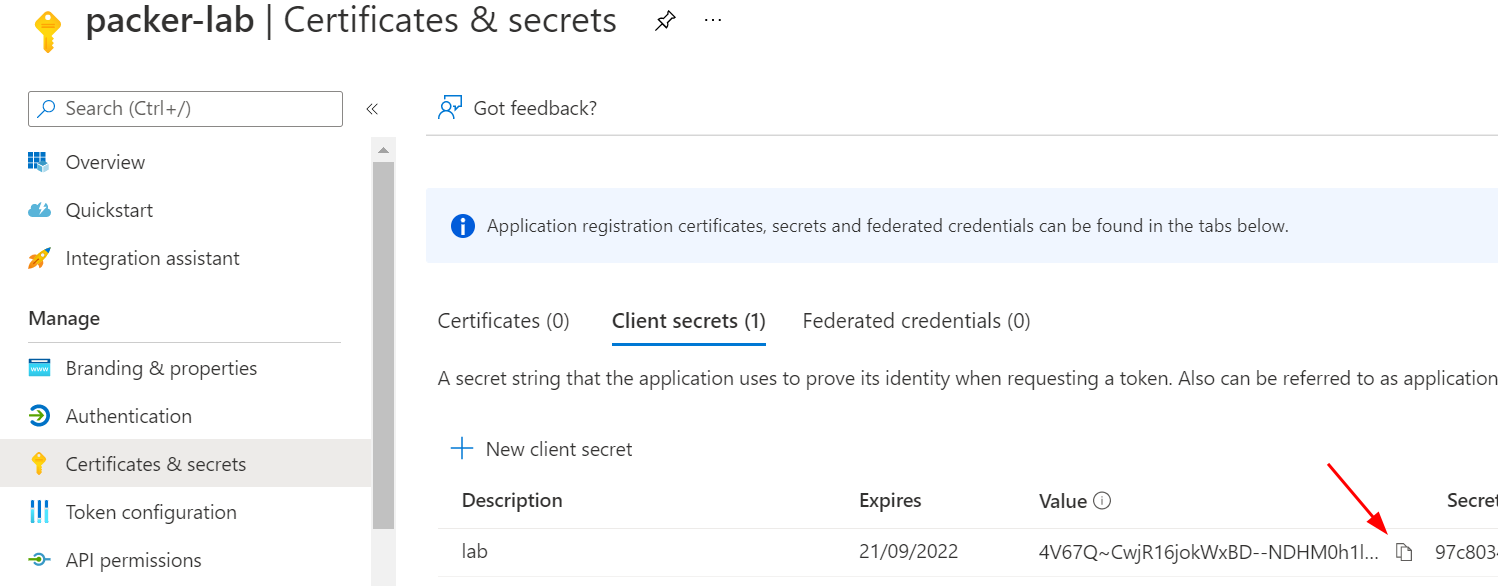 packer-lab | Certificates & secrets
Search (Ctrl+/)
Got feedback?
Overview
Quickstart
Integration assistant
Manage
Branding & properties
Authentication
Certificates & secrets
Token configuration
API permissions
Application registration certificates, secrets and federated credentials can be found in the tabs below.
Certificates (0) Client secrets (1) Federated credentials (0)
A secret string that the application uses to prove its identity when requesting a token. Also can be referred to as application
New client secret
Description Expires Value Secret
lab 21/09/2022 4V67Q~CwjR16jokWxBD--NDHM0h1l... 97c803